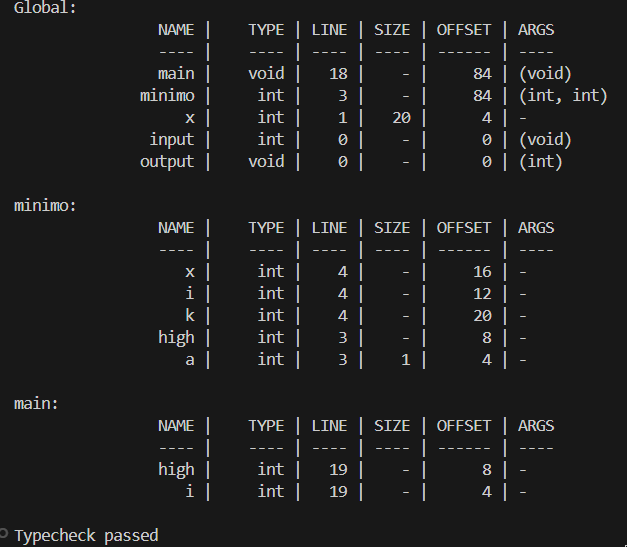 Global:
                NAME |    TYPE | LINE | SIZE | OFFSET | ARGS
                ---- |    ---- | ---- | ---- | ------ | ----
                main |    void |   18 |    - |     84 | (void)
              minimo |     int |    3 |    - |     84 | (int, int)
                   x |     int |    1 |   20 |      4 | -
               input |     int |    0 |    - |      0 | (void)
              output |    void |    0 |    - |      0 | (int)

minimo:
                NAME |    TYPE | LINE | SIZE | OFFSET | ARGS
                ---- |    ---- | ---- | ---- | ------ | ----
                   x |     int |    4 |    - |     16 | -
                   i |     int |    4 |    - |     12 | -
                   k |     int |    4 |    - |     20 | -
                high |     int |    3 |    - |      8 | -
                   a |     int |    3 |    1 |      4 | -

main:
                NAME |    TYPE | LINE | SIZE | OFFSET | ARGS
                ---- |    ---- | ---- | ---- | ------ | ----
                high |     int |   19 |    - |      8 | -
                   i |     int |   19 |    - |      4 | -

Typecheck passed